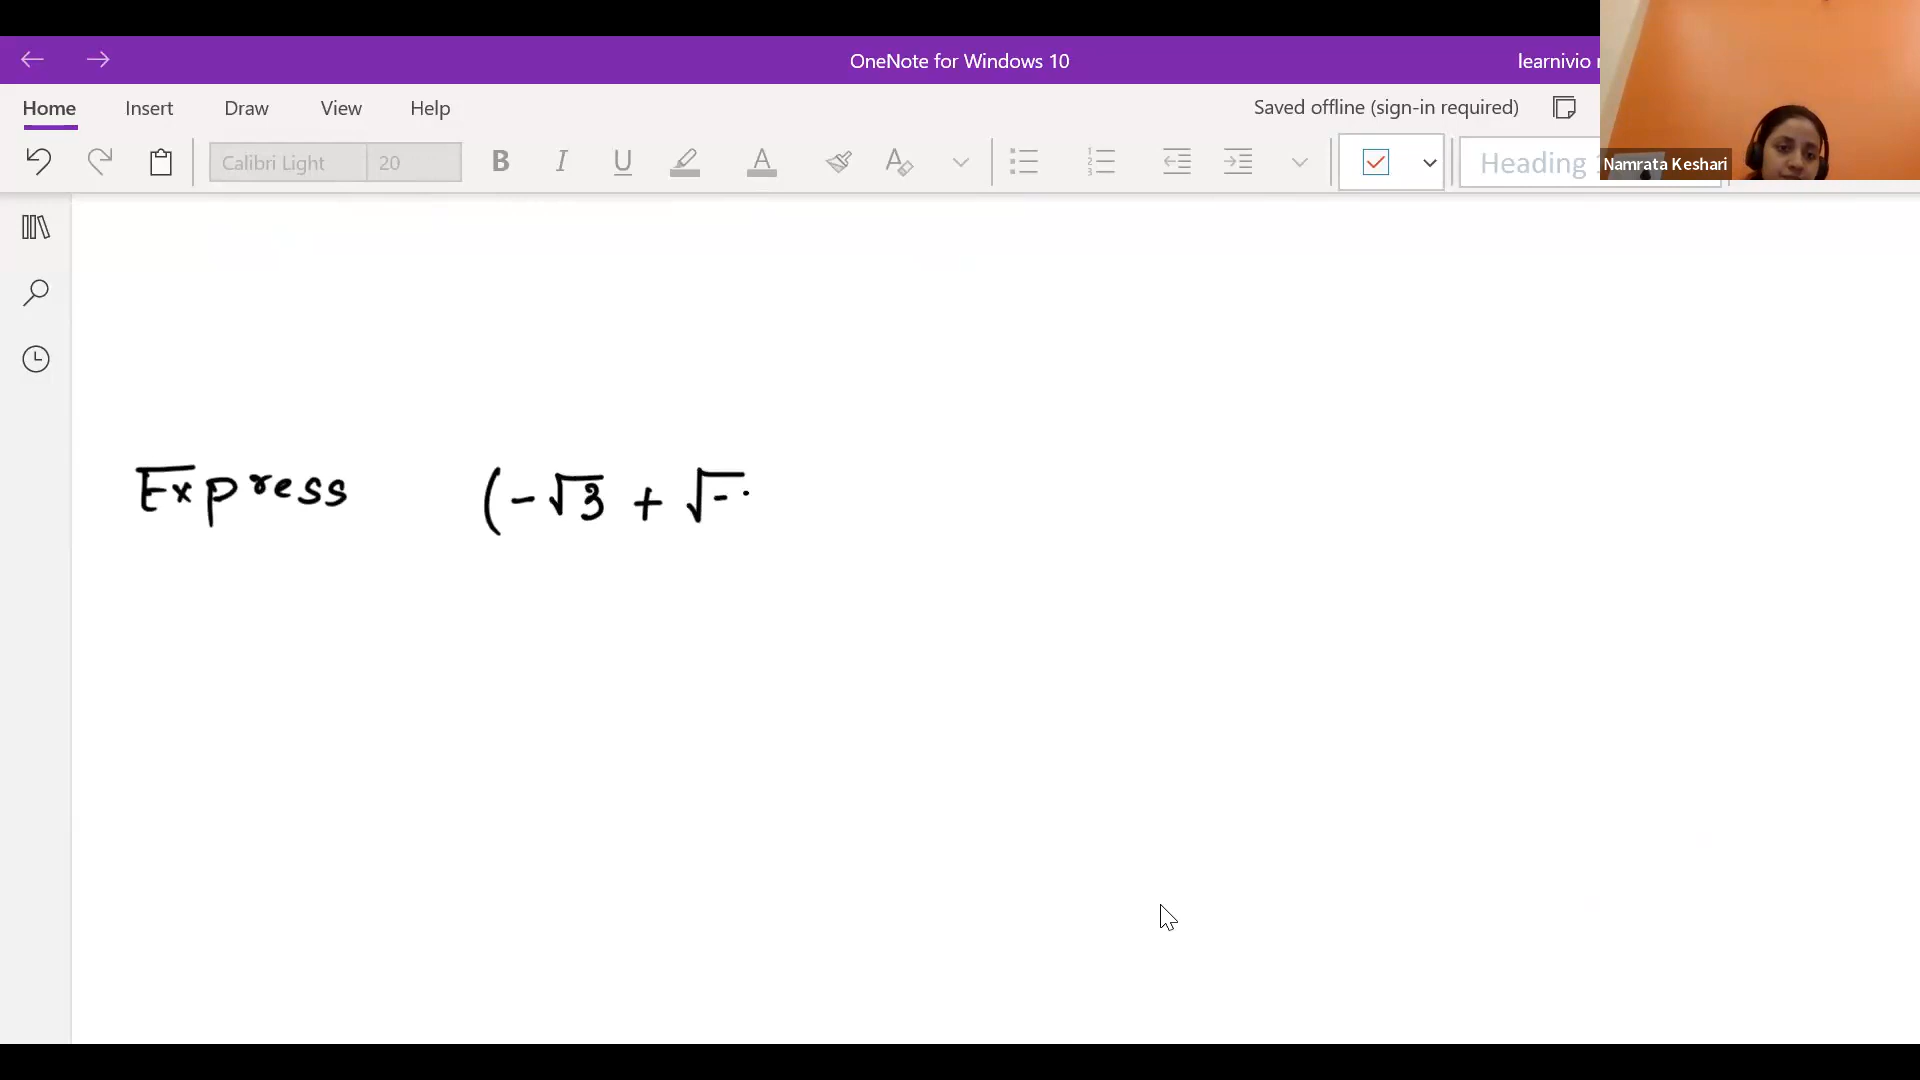 OneNote for Windows 10
learnivio
Home Insert Draw View Help
Saved offline (sign-in required)
Calibri Light 20
B I U A A
Heading
Namrata Keshari
Express (-√3 + √-